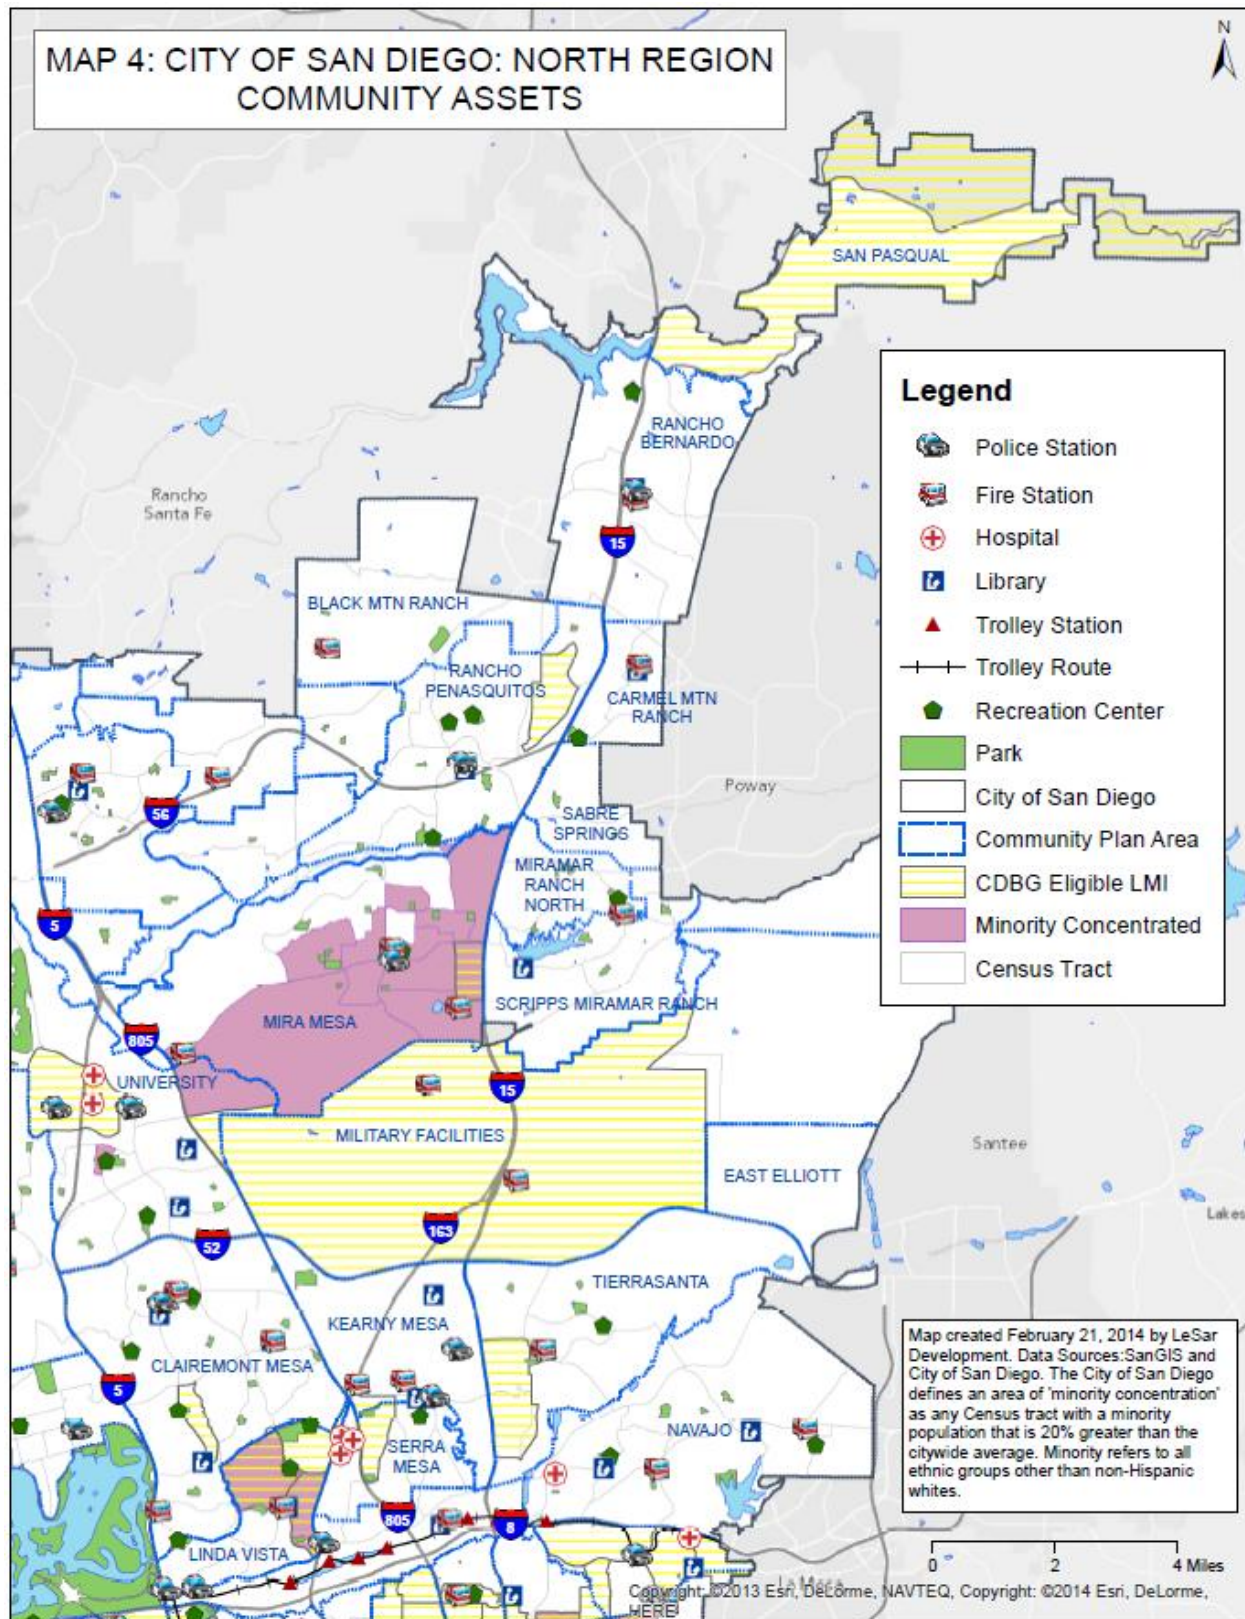 N
MAP 4: CITY OF SAN DIEGO: NORTH REGION
COMMUNITY ASSETS
SAN PASQUAL
Legend
Police Station
Fire Station
Hospital
Library
Trolley Station
Trolley Route
Recreation Center
Park
City of San Diego
Community Plan Area
CDBG Eligible LMI
Minority Concentrated
Census Tract
RANCHO
BERNARDO
Rancho
Santa Fe
15
BLACK MTN RANCH
RANCHO
PENASQUITOS
CARMEL MTN
RANCH
Poway
56
SABRE
SPRINGS
MIRAMAR
RANCH
NORTH
5
SCRIPPS MIRAMAR RANCH
MIRA MESA
805
UNIVERSITY
15
MILITARY FACILITIES
Santee
EAST ELLIOTT
Lakes
163
52
TIERRASANTA
KEARNY MESA
CLAIREMONT MESA
5
NAVAJO
SERRA
MESA
805
8
LINDA VISTA
Map created February 21, 2014 by LeSar
Development. Data Sources:SanGIS and
City of San Diego. The City of San Diego
defines an area of 'minority concentration'
as any Census tract with a minority
population that is 20% greater than the
citywide average. Minority refers to all
ethnic groups other than non-Hispanic
whites.
0 2 4 Miles
La Mesa
Copyright: ©2013 Esri, DeLorme, NAVTEQ, Copyright: ©2014 Esri, DeLorme,
HERE